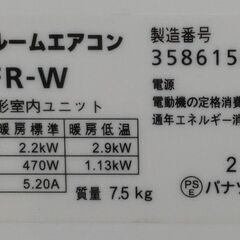 ルームエアコン
FR-W
形室内ユニット
暖房標準 暖房低温
2.2kW 2.9kW
470W 1.13kW
5.20A
質量 7.5kg
製造番号
358615
電源
電動機の定格消費
通年エネルギー消
2
PS
E
パナソ